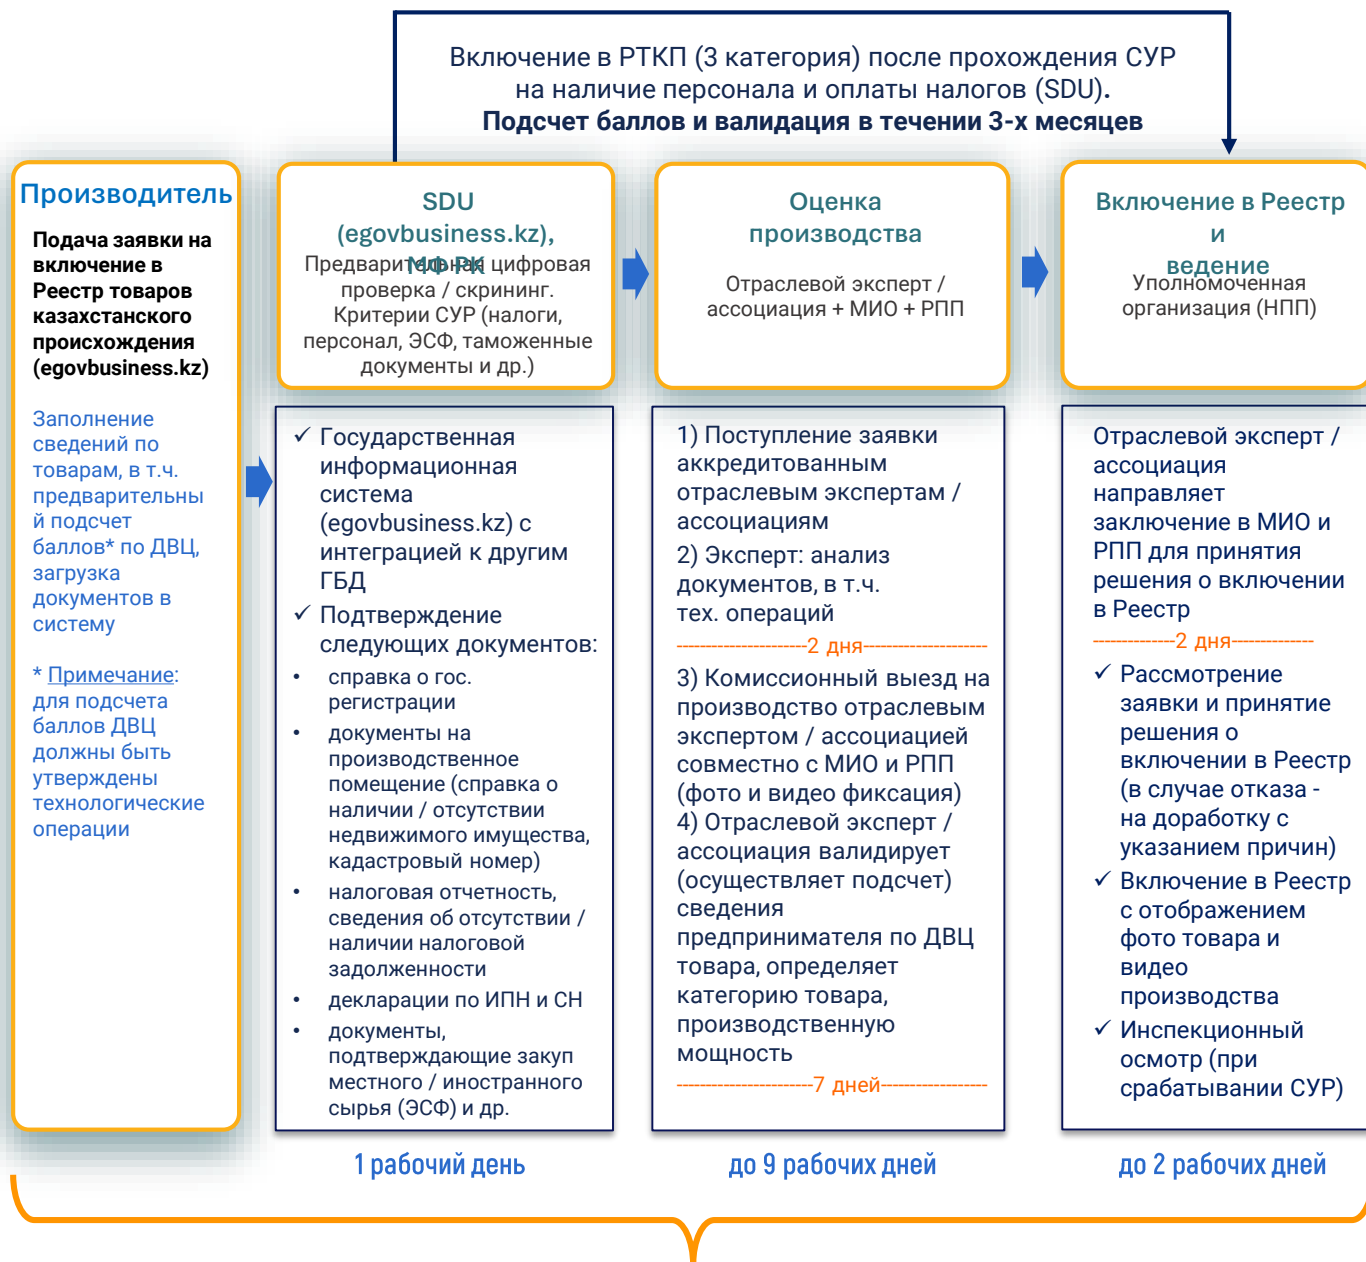 Включение в РТКП (3 категория) после прохождения СУР
на наличие персонала и оплаты налогов (SDU).
Подсчет баллов и валидация в течении 3-х месяцев
Производитель
Подача заявки на
включение в
Реестр товаров
казахстанского
происхождения
(egovbusiness.kz)
Заполнение
сведений по
товарам, в т.ч.
предварительны
й подсчет
баллов* по ДВЦ,
загрузка
документов в
систему
* Примечание:
для подсчета
баллов ДВЦ
должны быть
утверждены
технологические
операции
SDU
(egovbusiness.kz),
МФ РК
Предварительная цифровая
проверка / скрининг.
Критерии СУР (налоги,
персонал, ЭСФ, таможенные
документы и др.)
✓ Государственная
информационная
система
(egovbusiness.kz) с
интеграцией к другим
ГБД
✓ Подтверждение
следующих документов:
• справка о гос.
регистрации
• документы на
производственное
помещение (справка о
наличии / отсутствии
недвижимого имущества,
кадастровый номер)
• налоговая отчетность,
сведения об отсутствии /
наличии налоговой
задолженности
• декларации по ИПН и СН
• документы,
подтверждающие закуп
местного / иностранного
сырья (ЭСФ) и др.
1 рабочий день
Оценка
производства
Отраслевой эксперт /
ассоциация + МИО + РПП
1) Поступление заявки
аккредитованным
отраслевым экспертам /
ассоциациям
2) Эксперт: анализ
документов, в т.ч.
тех. операций
----------------------2 дня---------------------
3) Комиссионный выезд на
производство отраслевым
экспертом / ассоциацией
совместно с МИО и РПП
(фото и видео фиксация)
4) Отраслевой эксперт /
ассоциация валидирует
(осуществляет подсчет)
сведения
предпринимателя по ДВЦ
товара, определяет
категорию товара,
производственную
мощность
-----------------------7 дней------------------
до 9 рабочих дней
Включение в Реестр
и
ведение
Уполномоченная
организация (НПП)
Отраслевой эксперт /
ассоциация
направляет
заключение в МИО и
РПП для принятия
решения о включении
в Реестр
--------------2 дня--------------
✓ Рассмотрение
заявки и принятие
решения о
включении в Реестр
(в случае отказа -
на доработку с
указанием причин)
✓ Включение в Реестр
с отображением
фото товара и
видео
производства
✓ Инспекционный
осмотр (при
срабатывании СУР)
до 2 рабочих дней